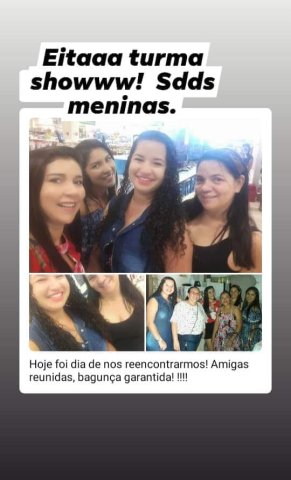 Eitaaa turma
showww! Sdds
meninas.
Hoje foi dia de nos reencontrarmos! Amigas
reunidas, bagunça garantida! !!!!